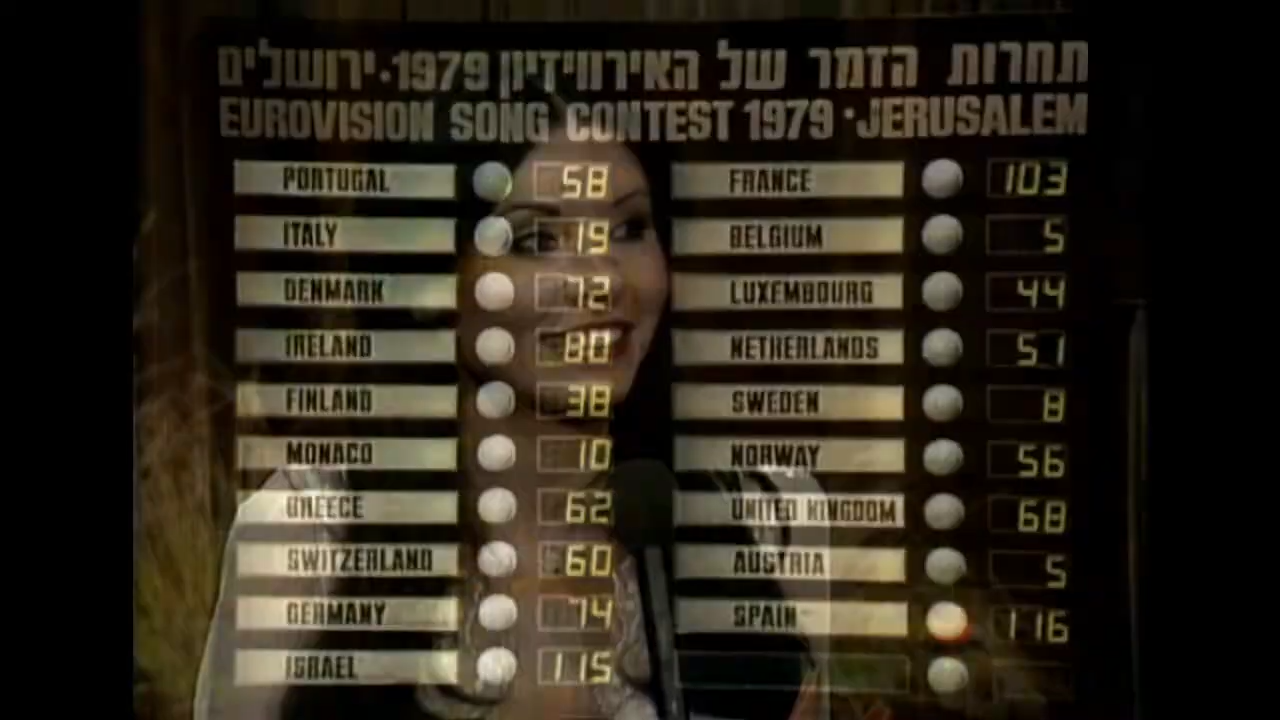 תחרות הזמר של האירוויזיון 1979 · ירושלים
EUROVISION SONG CONTEST 1979 · JERUSALEM
PORTUGAL 58 FRANCE 103
ITALY 19 BELGIUM 5
DENMARK 72 LUXEMBOURG 44
IRELAND 80 NETHERLANDS 51
FINLAND 38 SWEDEN 8
MONACO 10 NORWAY 56
GREECE 62 UNITED KINGDOM 68
SWITZERLAND 60 AUSTRIA 5
GERMANY 74 SPAIN 116
ISRAEL 115